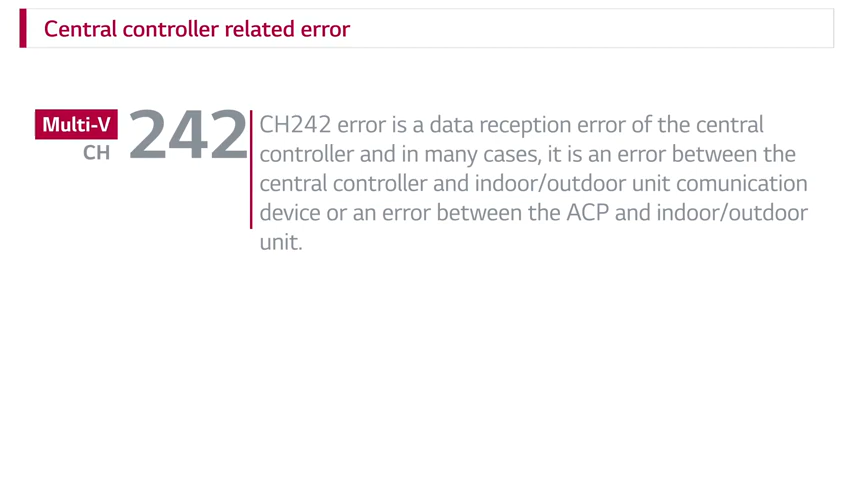 Central controller related error
Multi-V
CH
242
CH242 error is a data reception error of the central
controller and in many cases, it is an error between the
central controller and indoor/outdoor unit comunication
device or an error between the ACP and indoor/outdoor
unit.